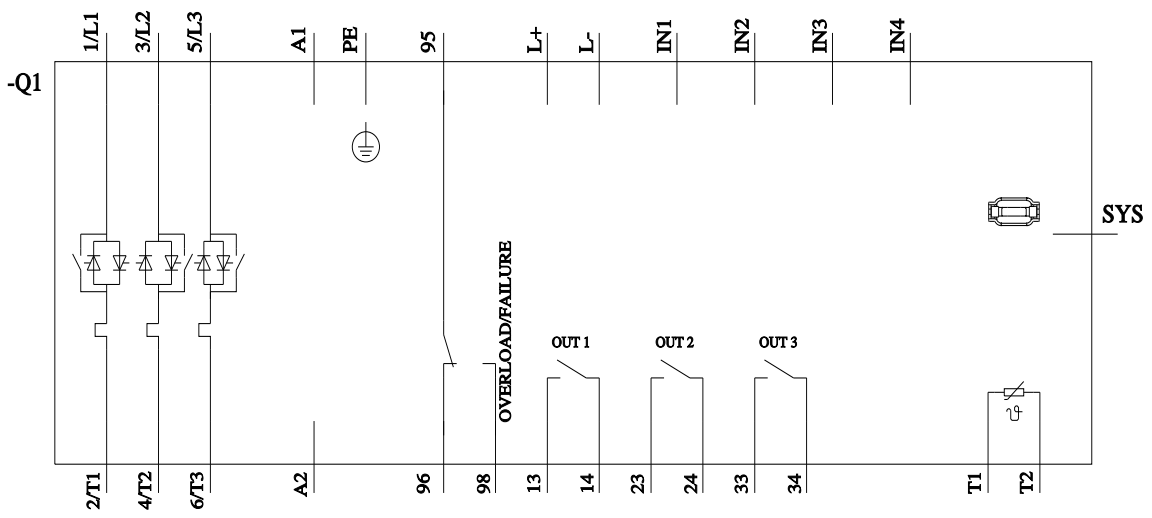 1/L1
3/L2
5/L3
A1
PE
95
L+
L-
IN1
IN2
IN3
IN4
-Q1
SYS
OVERLOAD/FAILURE
OUT 1
OUT 2
OUT 3
ϑ
2/T1
4/T2
6/T3
A2
96
98
13
14
23
24
33
34
T1
T2